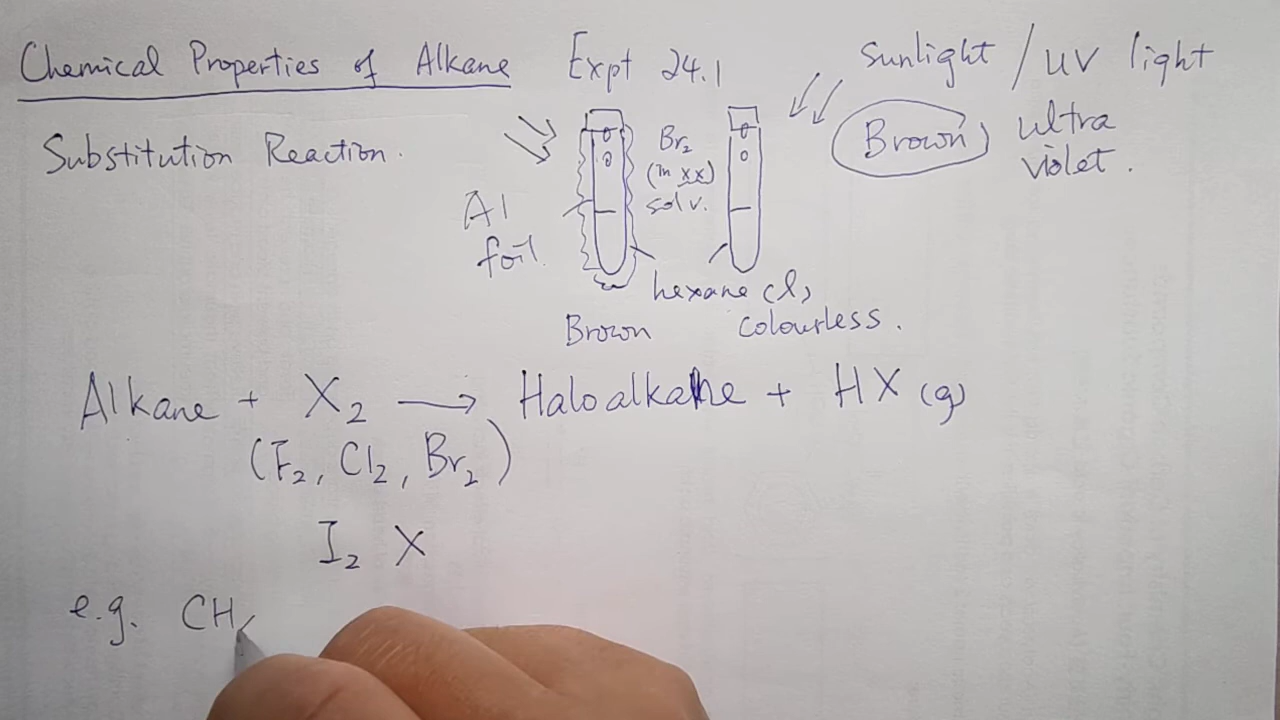 Chemical Properties of Alkane Expt 24.1
Sunlight / UV light
ultra
violet.
Brown
Substitution Reaction.
Br₂
(in xx)
solv.
Al
foil.
hexane (l)
Brown
colourless.
Alkane + X₂ → Haloalkane + HX (g)
(F₂, Cl₂, Br₂)
I₂ X
e.g. CH